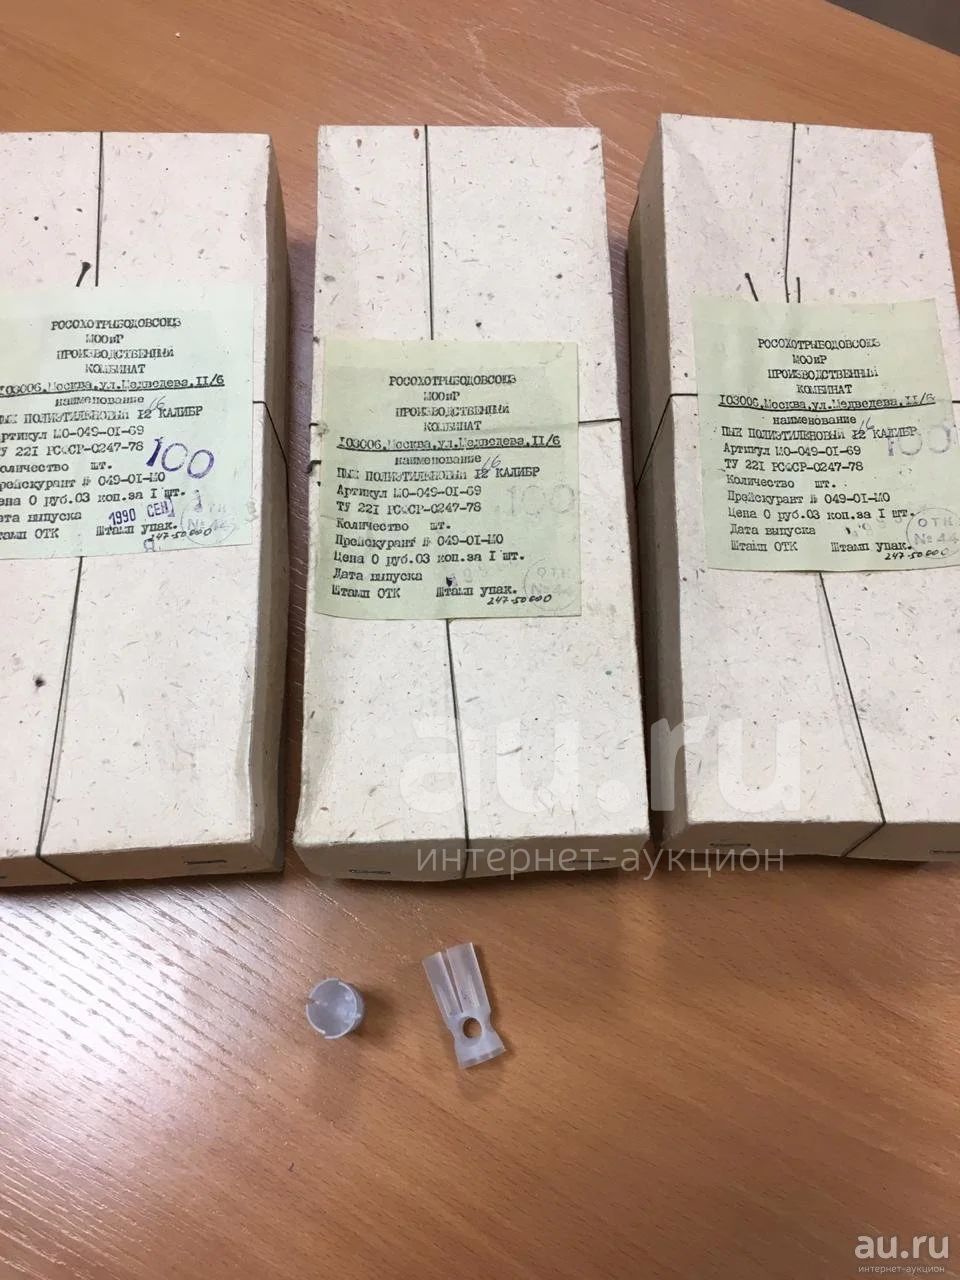 РОСОХОТРЫБОЛОВСОЮЗ
МООиР
ПРОИЗВОДСТВЕННЫЙ
КОМБИНАТ
103006, Москва, ул. Медведева, 11/6
наименование
ПЫЖ ПОЛИЭТИЛЕНОВЫЙ 12 16 КАЛИБР
Артикул МО-049-01-69
ТУ 221 РСФСР-0247-78
Количество шт. 100
Прейскурант № 049-01-МО
Цена 0 руб.03 коп.за 1 шт.
Дата выпуска 1990 СЕН
Штамп ОТК Штамп упак.
247-50000
РОСОХОТРЫБОЛОВСОЮЗ
МООиР
ПРОИЗВОДСТВЕННЫЙ
КОМБИНАТ
103006, Москва, ул. Медведева, 11/6
наименование
ПЫЖ ПОЛИЭТИЛЕНОВЫЙ 12 16 КАЛИБР
Артикул МО-049-01-69
ТУ 221 РСФСР-0247-78
Количество шт. 100
Прейскурант № 049-01-МО
Цена 0 руб.03 коп.за 1 шт.
Дата выпуска
Штамп ОТК Штамп упак.
ОТК
247-50000
РОСОХОТРЫБОЛОВСОЮЗ
МООиР
ПРОИЗВОДСТВЕННЫЙ
КОМБИНАТ
103006, Москва, ул. Медведева, 11/6
наименование
ПЫЖ ПОЛИЭТИЛЕНОВЫЙ 12 16 КАЛИБР
Артикул МО-049-01-69
ТУ 221 РСФСР-0247-78
Количество шт. 100
Прейскурант № 049-01-МО
Цена 0 руб.03 коп.за 1 шт.
Дата выпуска
Штамп ОТК Штамп упак.
ОТК
№ 44
247-50000
au.ru
интернет-аукцион
au.ru
интернет-аукцион